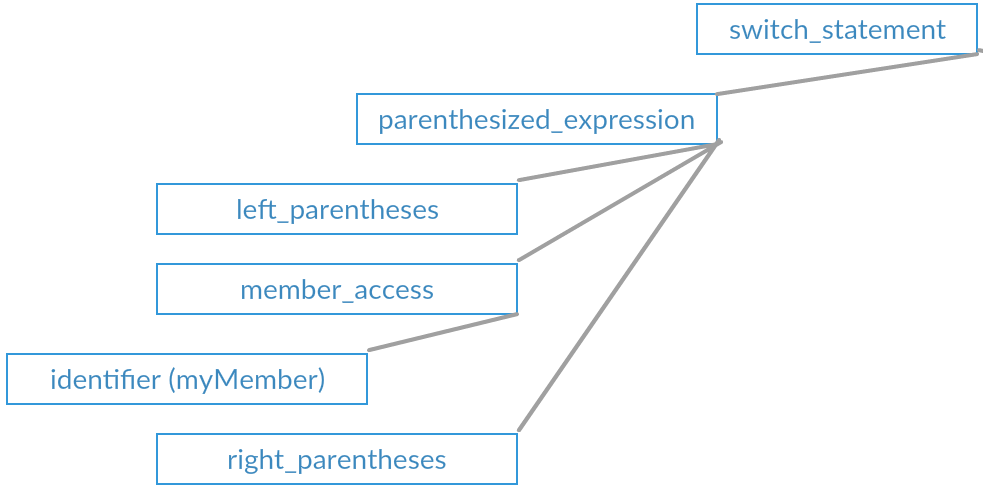 switch_statement
parenthesized_expression
left_parentheses
member_access
identifier (myMember)
right_parentheses